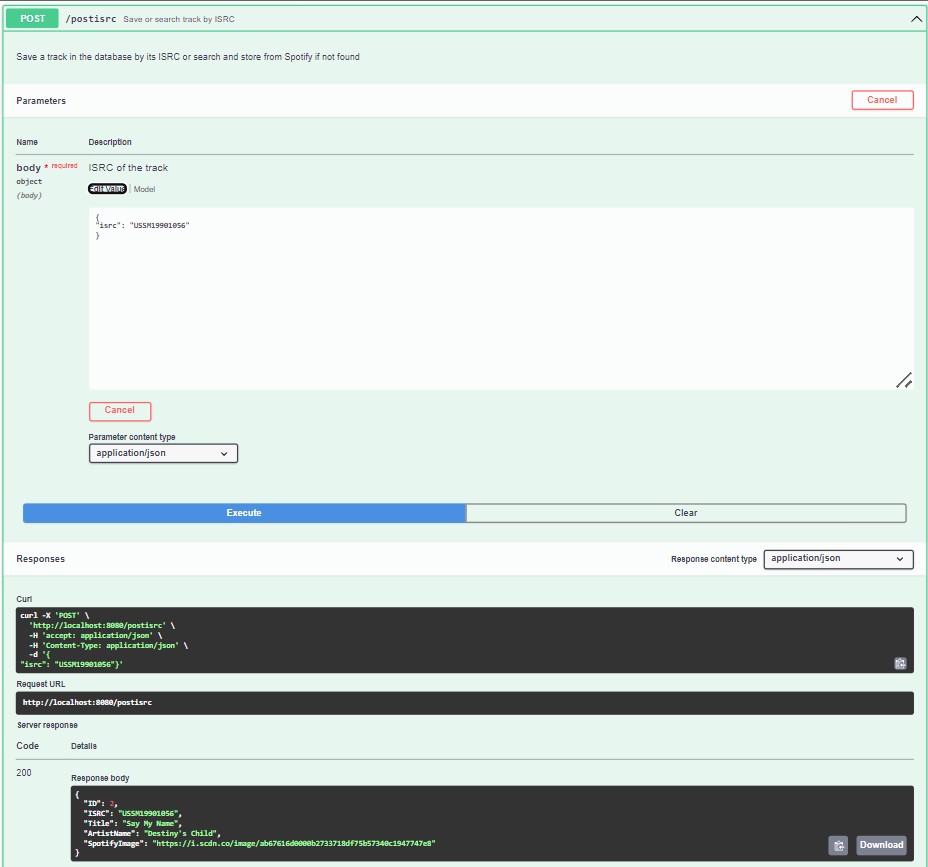 POST /postisrc Save or search track by ISRC
Save a track in the database by its ISRC or search and store from Spotify if not found
Parameters
Cancel
Name Description
body * required ISRC of the track
object
(body)
Edit Value | Model
{
"isrc": "USSM19901056"
}
Cancel
Parameter content type
application/json
Execute Clear
Responses Response content type application/json
Curl
curl -X 'POST' \
'http://localhost:8080/postisrc' \
-H 'accept: application/json' \
-H 'Content-Type: application/json' \
-d '{
"isrc": "USSM19901056"}'
Request URL
http://localhost:8080/postisrc
Server response
Code Details
200
Response body
{
"ID": 2,
"ISRC": "USSM19901056",
"Title": "Say My Name",
"ArtistName": "Destiny's Child",
"SpotifyImage": "https://i.scdn.co/image/ab67616d0000b2733718df75b57340c1947747e8"
}
Download